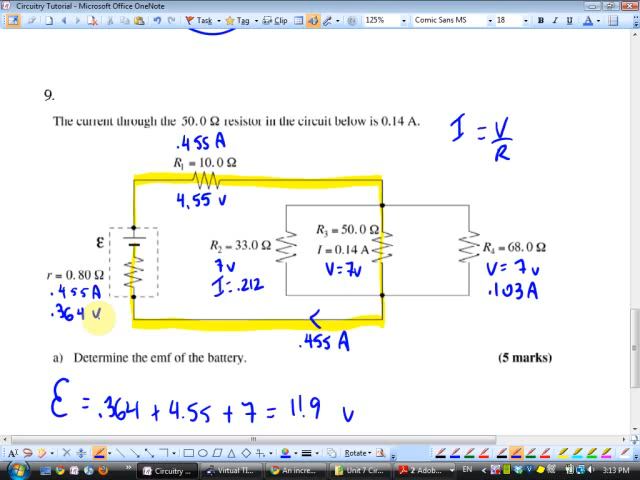 Circuitry Tutorial - Microsoft Office OneNote
Task
Tag
Clip
125%
Comic Sans MS
18
B I U
9.
The current through the 50.0 Ω resistor in the circuit below is 0.14 A.
I = V/R
.455 A
R₁ = 10.0 Ω
4.55 v
ε
R₂ = 33.0 Ω
7v
I = .212
R₃ = 50.0 Ω
I = 0.14 A
V = 7v
R₄ = 68.0 Ω
V = 7 v
.103 A
r = 0.80 Ω
.455 A
.364 v
.455 A
a) Determine the emf of the battery.
(5 marks)
ε = .364 + 4.55 + 7 = 11.9 v
Rotate
Circuitry Tutorial - ...
Virtual TI...
An incre...
Unit 7 Circ...
2 Adob...
EN
3:13 PM